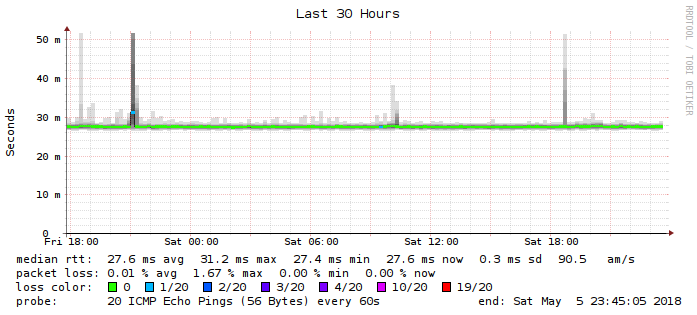 Last 30 Hours
RRDTOOL / TOBI OETIKER
Seconds
50 m
40 m
30 m
20 m
10 m
0
Fri 18:00 Sat 00:00 Sat 06:00 Sat 12:00 Sat 18:00
median rtt: 27.6 ms avg 31.2 ms max 27.4 ms min 27.6 ms now 0.3 ms sd 90.5 am/s
packet loss: 0.01 % avg 1.67 % max 0.00 % min 0.00 % now
loss color: 0 1/20 2/20 3/20 4/20 10/20 19/20
probe: 20 ICMP Echo Pings (56 Bytes) every 60s end: Sat May 5 23:45:05 2018